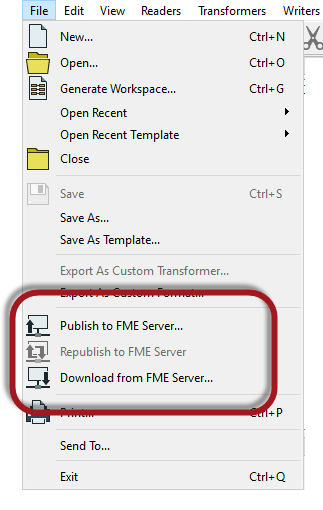 File Edit View Readers Transformers Writers
New... Ctrl+N
Open... Ctrl+O
Generate Workspace... Ctrl+G
Open Recent
Open Recent Template
Close
Save Ctrl+S
Save As...
Save As Template...
Export As Custom Transformer...
Export As Custom Format...
Publish to FME Server...
Republish to FME Server
Download from FME Server...
Print... Ctrl+P
Send To...
Exit Ctrl+Q